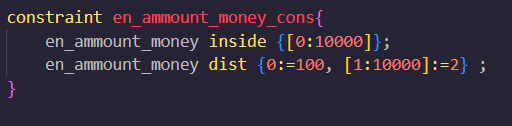 constraint en_ammount_money_cons{
    en_ammount_money inside {[0:10000]};
    en_ammount_money dist {0:=100, [1:10000]:=2} ;
}